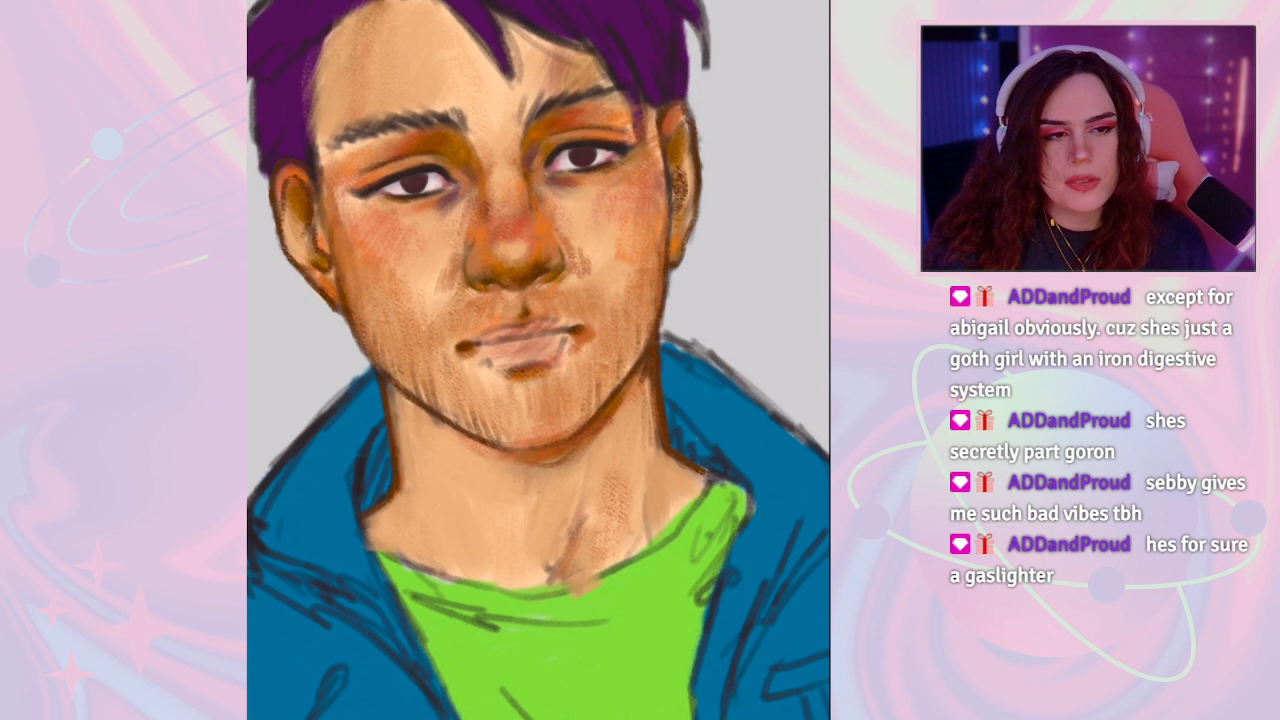 ADDandProud except for
abigail obviously. cuz shes just a
goth girl with an iron digestive
system
ADDandProud shes
secretly part goron
ADDandProud sebby gives
me such bad vibes tbh
ADDandProud hes for sure
a gaslighter